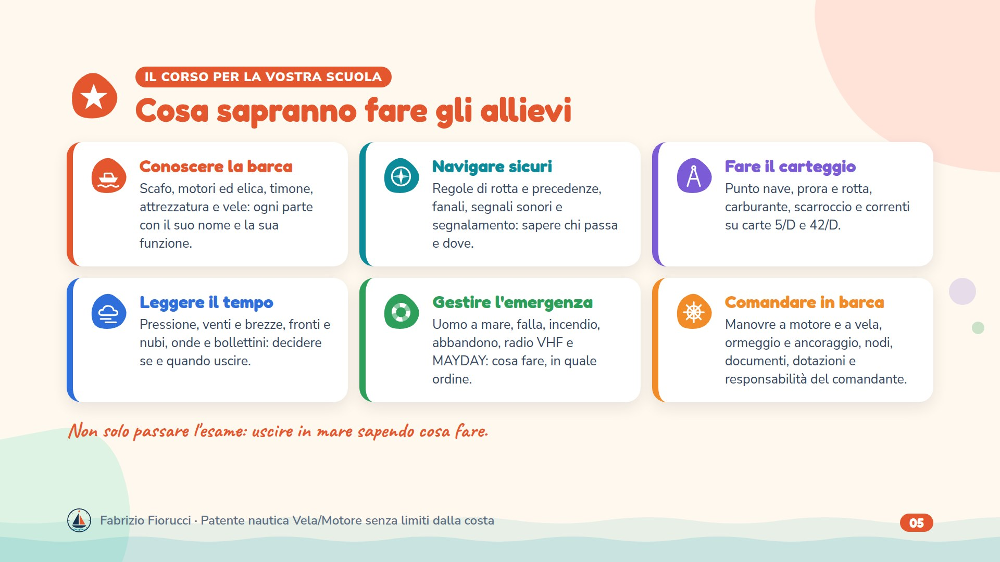 IL CORSO PER LA VOSTRA SCUOLA
Cosa sapranno fare gli allievi
Conoscere la barca
Scafo, motori ed elica, timone,
attrezzatura e vele: ogni parte
con il suo nome e la sua
funzione.
Navigare sicuri
Regole di rotta e precedenze,
fanali, segnali sonori e
segnalamento: sapere chi passa
e dove.
Fare il carteggio
Punto nave, prora e rotta,
carburante, scarroccio e correnti
su carte 5/D e 42/D.
Leggere il tempo
Pressione, venti e brezze, fronti e
nubi, onde e bollettini: decidere
se e quando uscire.
Gestire l'emergenza
Uomo a mare, falla, incendio,
abbandono, radio VHF e
MAYDAY: cosa fare, in quale
ordine.
Comandare in barca
Manovre a motore e a vela,
ormeggio e ancoraggio, nodi,
documenti, dotazioni e
responsabilità del comandante.
Non solo passare l'esame: uscire in mare sapendo cosa fare.
Fabrizio Fiorucci · Patente nautica Vela/Motore senza limiti dalla costa
05